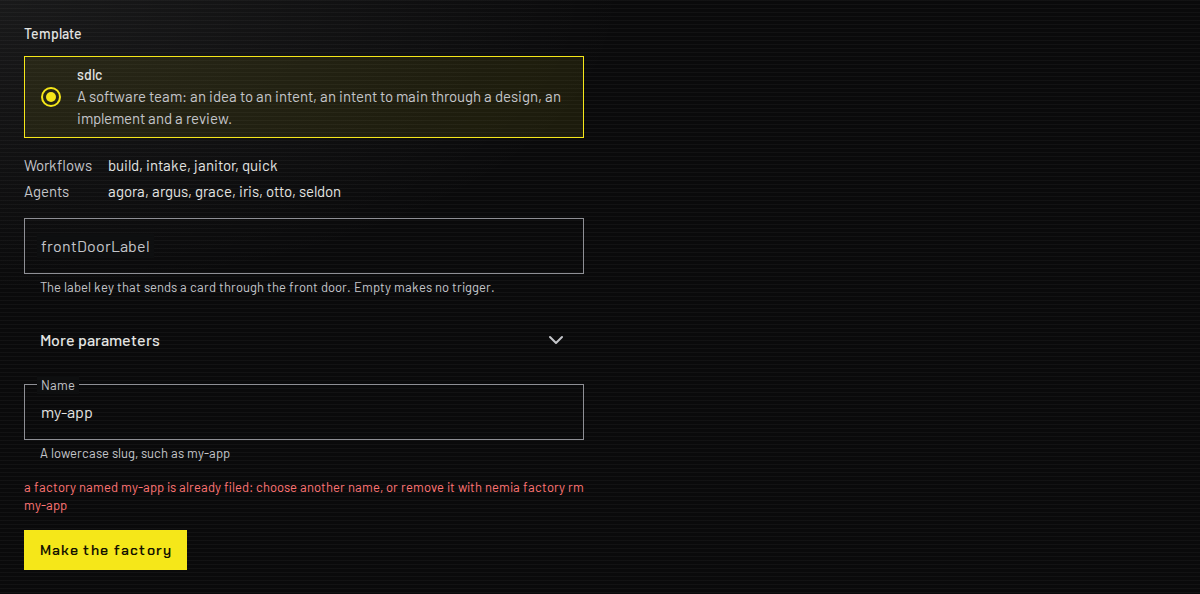 Template
sdlc
A software team: an idea to an intent, an intent to main through a design, an
implement and a review.
Workflows build, intake, janitor, quick
Agents agora, argus, grace, iris, otto, seldon
frontDoorLabel
The label key that sends a card through the front door. Empty makes no trigger.
More parameters
Name
my-app
A lowercase slug, such as my-app
a factory named my-app is already filed: choose another name, or remove it with nemia factory rm
my-app
Make the factory